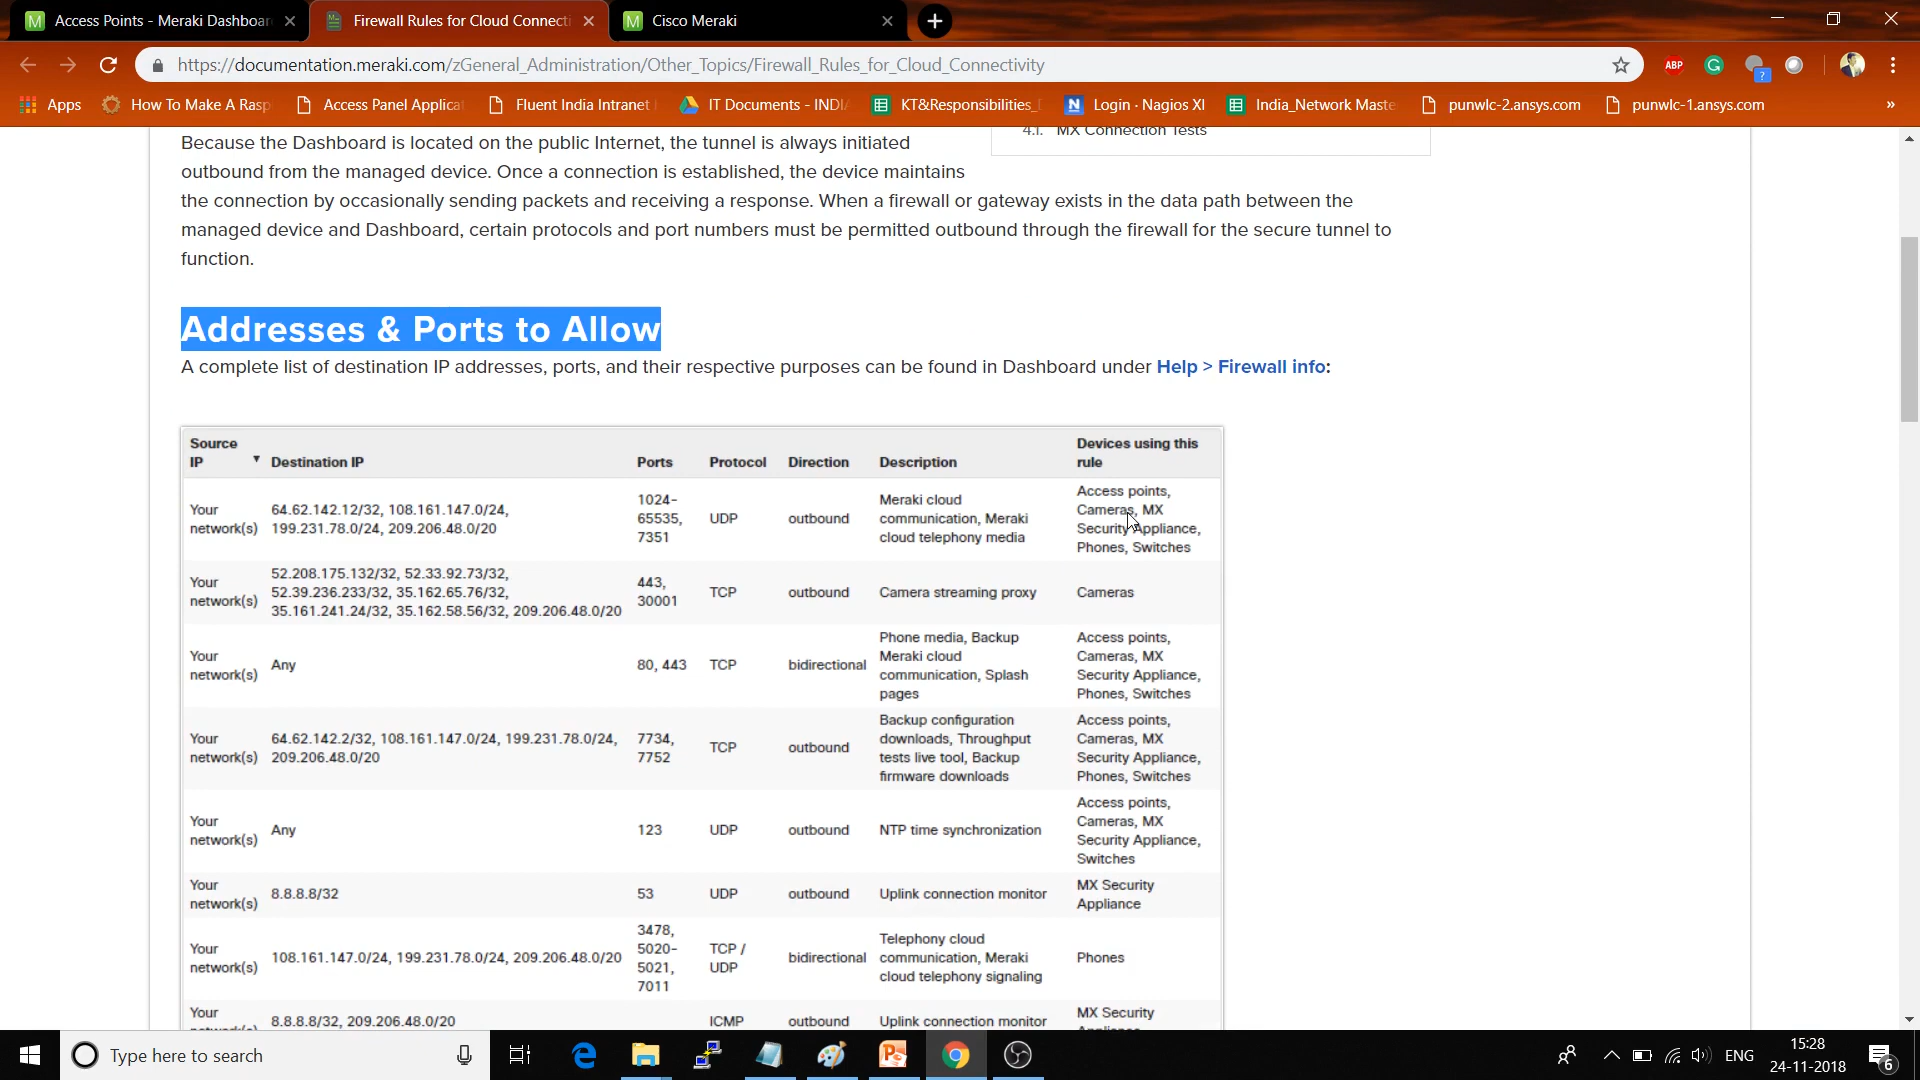 Access Points - Meraki Dashboar
Firewall Rules for Cloud Connecti
Cisco Meraki
https://documentation.meraki.com/zGeneral_Administration/Other_Topics/Firewall_Rules_for_Cloud_Connectivity
ABP
Apps
How To Make A Rasp
Access Panel Applica
Fluent India Intranet
IT Documents - INDI
KT&Responsibilities_
Login · Nagios XI
India_Network Maste
punwlc-2.ansys.com
punwlc-1.ansys.com
»
4.1. MX Connection Tests
Because the Dashboard is located on the public Internet, the tunnel is always initiated
outbound from the managed device. Once a connection is established, the device maintains
the connection by occasionally sending packets and receiving a response. When a firewall or gateway exists in the data path between the
managed device and Dashboard, certain protocols and port numbers must be permitted outbound through the firewall for the secure tunnel to
function.
Addresses & Ports to Allow
A complete list of destination IP addresses, ports, and their respective purposes can be found in Dashboard under Help > Firewall info:
Source
IP
Destination IP
Ports
Protocol
Direction
Description
Devices using this
rule
Your
network(s)
64.62.142.12/32, 108.161.147.0/24,
199.231.78.0/24, 209.206.48.0/20
1024-
65535,
7351
UDP
outbound
Meraki cloud
communication, Meraki
cloud telephony media
Access points,
Cameras, MX
Security Appliance,
Phones, Switches
Your
network(s)
52.208.175.132/32, 52.33.92.73/32,
52.39.236.233/32, 35.162.65.76/32,
35.161.241.24/32, 35.162.58.56/32, 209.206.48.0/20
443,
30001
TCP
outbound
Camera streaming proxy
Cameras
Your
network(s)
Any
80, 443
TCP
bidirectional
Phone media, Backup
Meraki cloud
communication, Splash
pages
Access points,
Cameras, MX
Security Appliance,
Phones, Switches
Your
network(s)
64.62.142.2/32, 108.161.147.0/24, 199.231.78.0/24,
209.206.48.0/20
7734,
7752
TCP
outbound
Backup configuration
downloads, Throughput
tests live tool, Backup
firmware downloads
Access points,
Cameras, MX
Security Appliance,
Phones, Switches
Your
network(s)
Any
123
UDP
outbound
NTP time synchronization
Access points,
Cameras, MX
Security Appliance,
Switches
Your
network(s)
8.8.8.8/32
53
UDP
outbound
Uplink connection monitor
MX Security
Appliance
Your
network(s)
108.161.147.0/24, 199.231.78.0/24, 209.206.48.0/20
3478,
5020-
5021,
7011
TCP /
UDP
bidirectional
Telephony cloud
communication, Meraki
cloud telephony signaling
Phones
Your
8.8.8.8/32, 209.206.48.0/20
ICMP
outbound
Uplink connection monitor
MX Security
Type here to search
ENG
15:28
24-11-2018
6